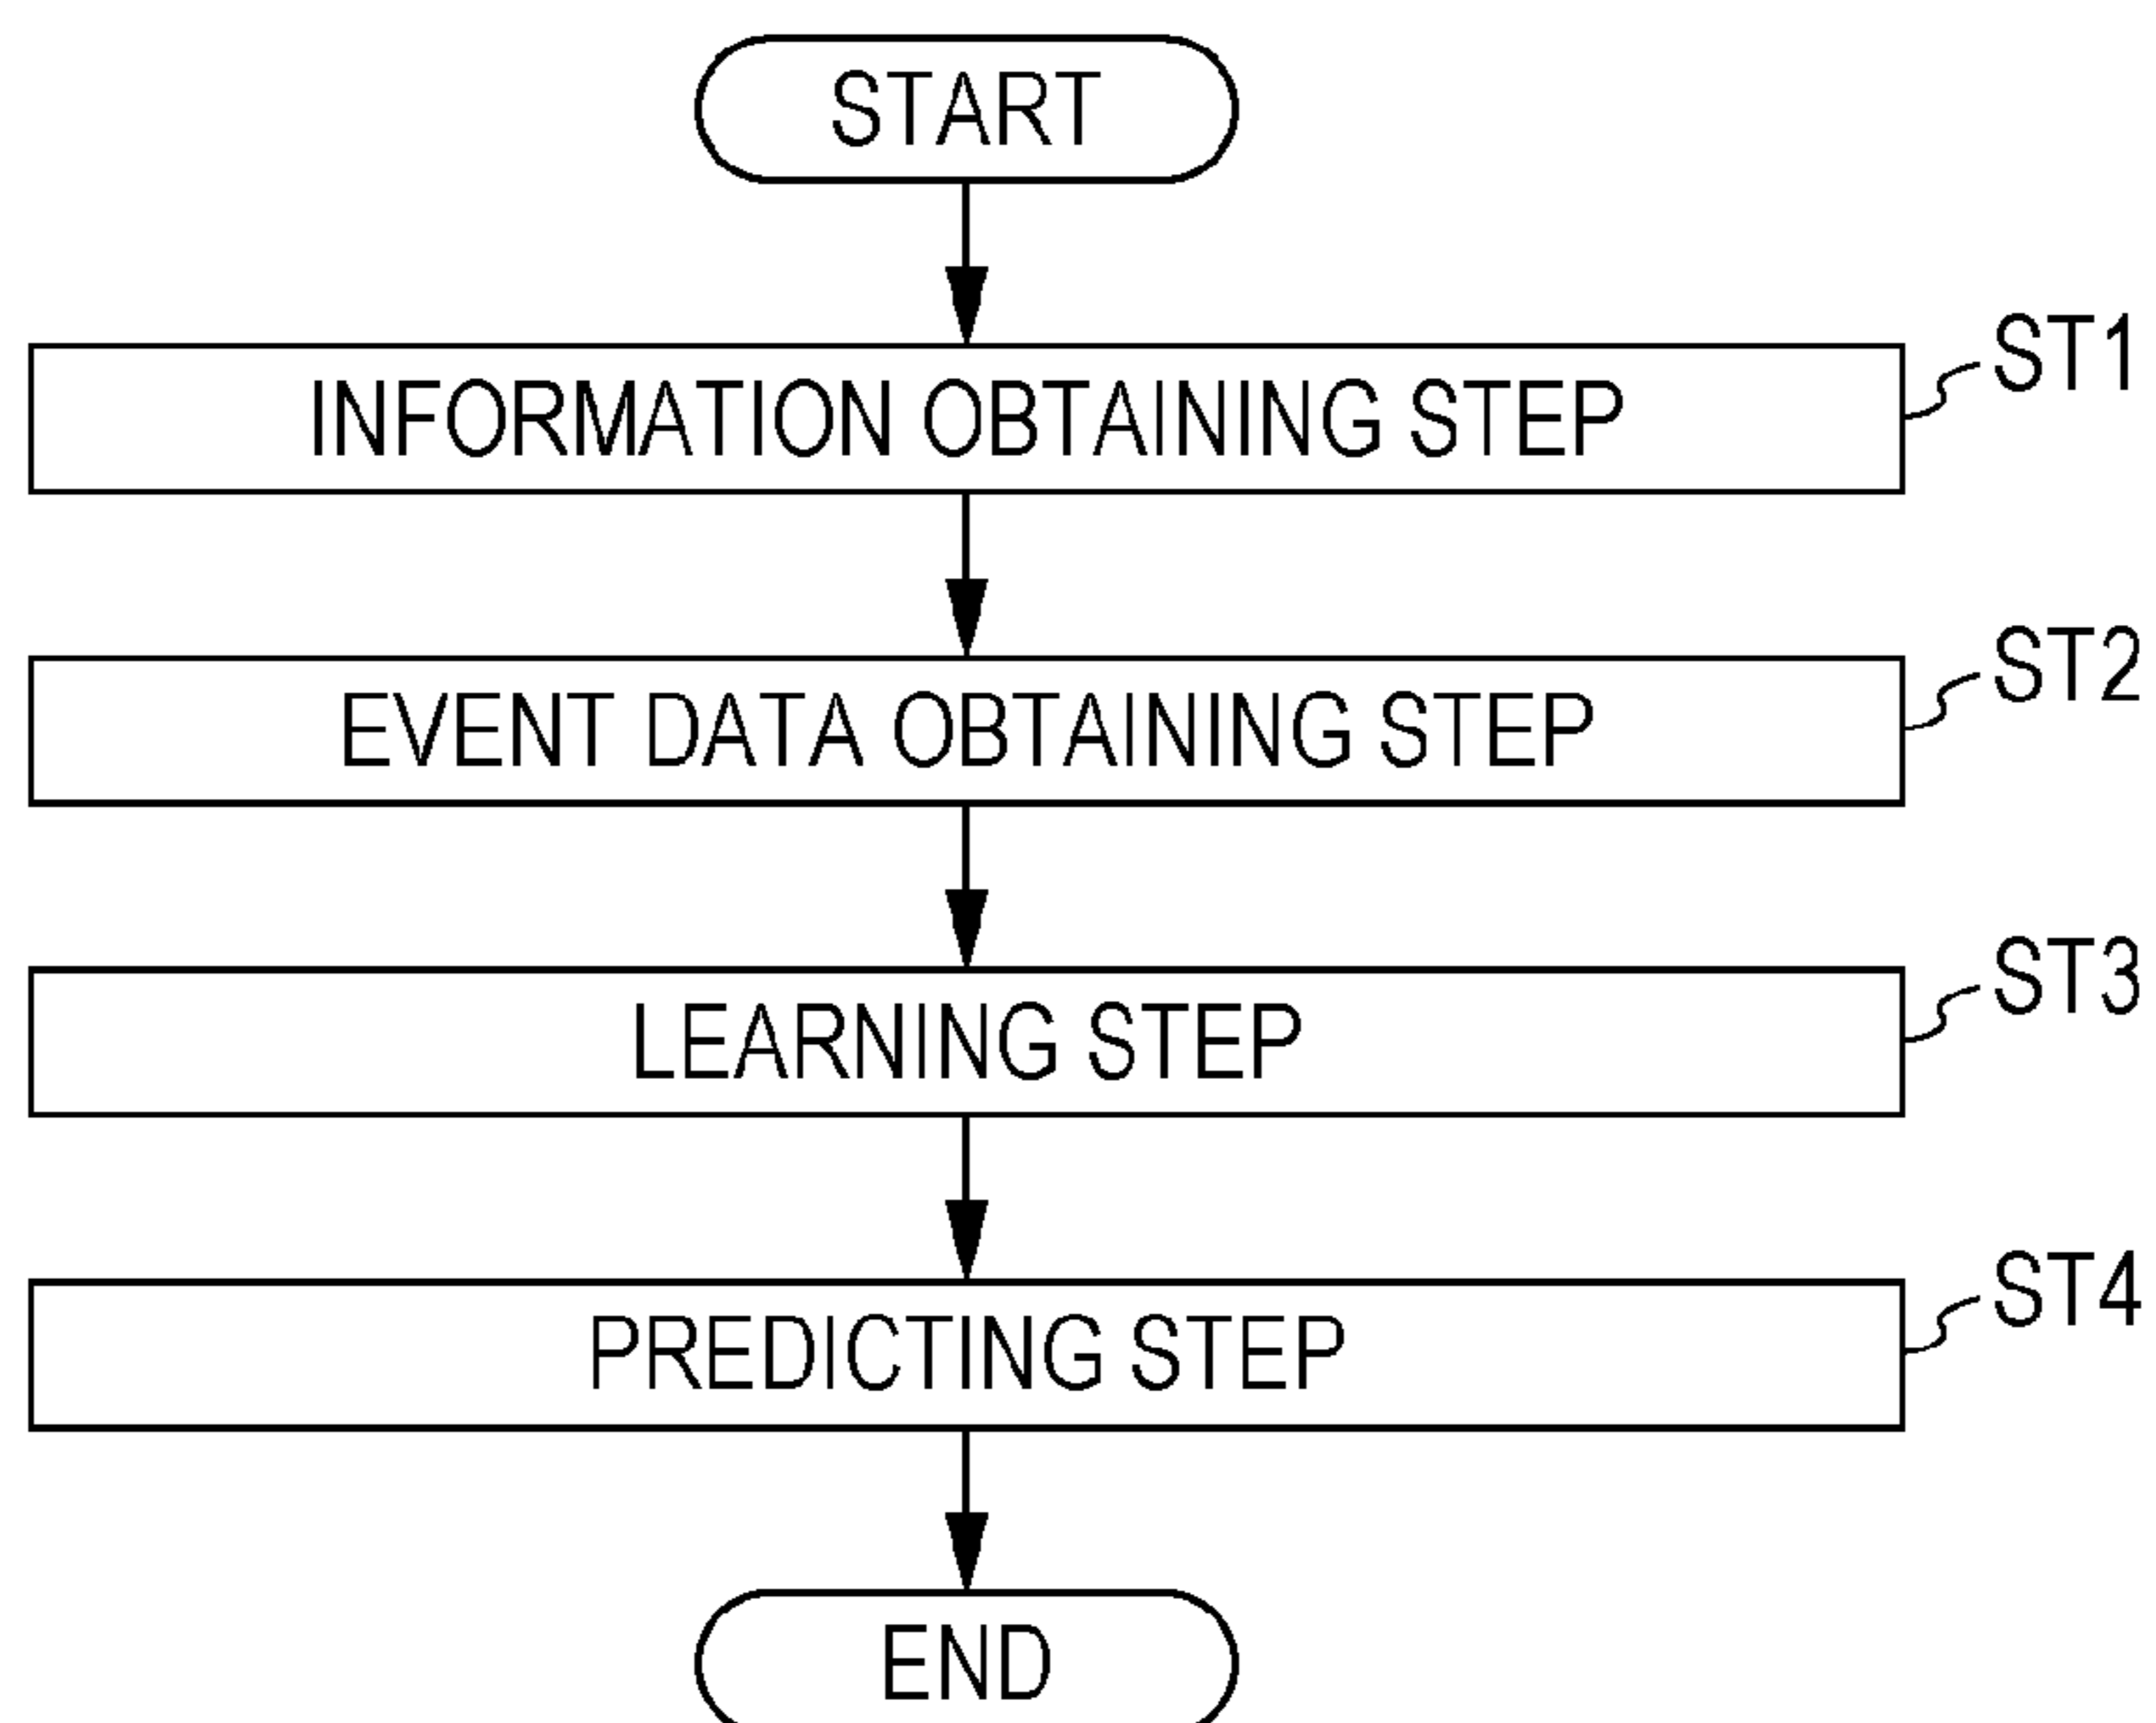 START
INFORMATION OBTAINING STEP
ST1
EVENT DATA OBTAINING STEP
ST2
LEARNING STEP
ST3
PREDICTING STEP
ST4
END